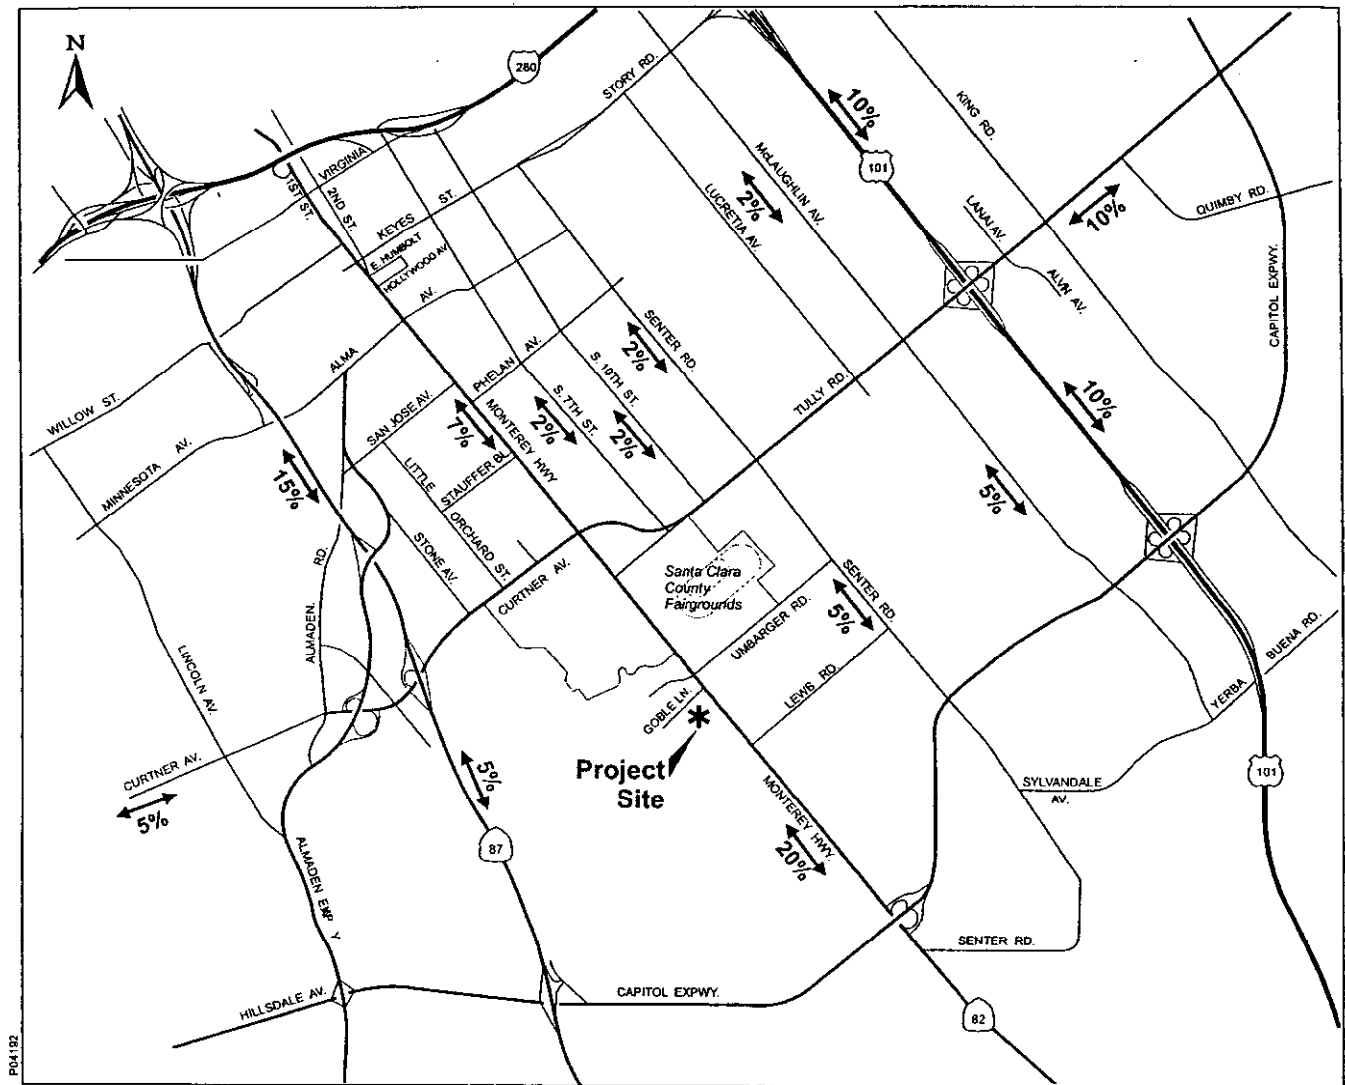 N
280
STORY RD.
10%
KING RD.
101
VIRGINIA
1ST ST.
2ND ST.
KEYES ST.
E. HUMBOLT
HOLLYWOOD AV.
McLAUGHLIN AV.
2%
LUCRETIA AV.
LANAI AV.
10%
QUIMBY RD.
ALVN AV.
CAPITOL EXPWY.
ALMA AV.
SENTER RD.
2%
PHELAN AV.
S. 10TH ST.
S. 7TH ST.
TULLY RD.
10%
WILLOW ST.
MINNESOTA AV.
SAN JOSE AV.
7%
MONTEREY HWY
2%
2%
15%
LITTLE ORCHARD ST.
STAUFFER BL.
STONE AV.
CURTNER AV.
5%
Santa Clara
County
Fairgrounds
SENTER RD.
5%
UMBARGER RD.
LEWIS RD.
ALMADEN RD.
LINCOLN AV.
GOBLE LN.
YERBA BUENA RD.
Project
Site
CURTNER AV.
5%
5%
87
MONTEREY HWY.
20%
SYLVANDALE
AV.
101
ALMADEN EXP Y
SENTER RD.
HILLSDALE AV.
CAPITOL EXPWY.
82
P04192